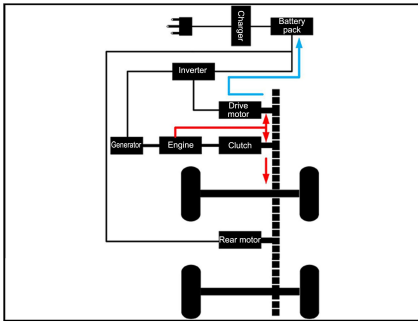 Charger
Battery
pack
Inverter
Drive
motor
Generator
Engine
Clutch
Rear motor